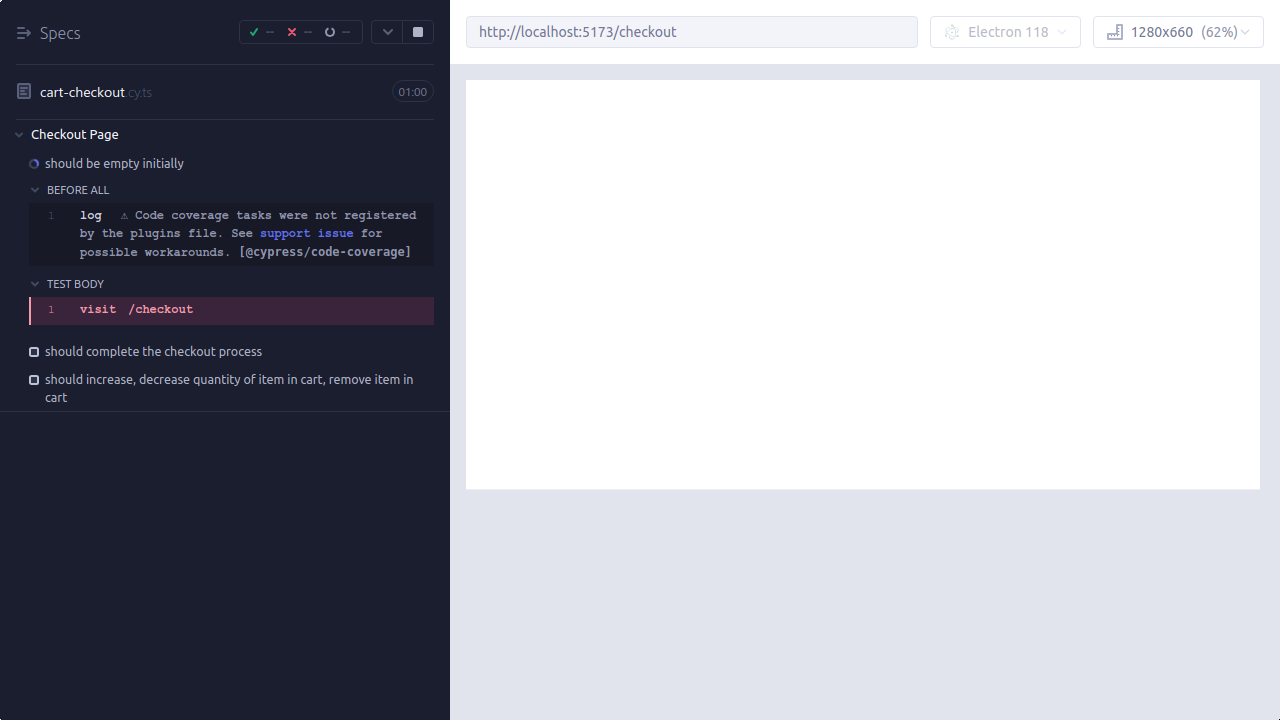 Specs
-- -- --
http://localhost:5173/checkout
Electron 118
1280x660 (62%)
cart-checkout.cy.ts
01:00
Checkout Page
should be empty initially
BEFORE ALL
1 log ⚠ Code coverage tasks were not registered
by the plugins file. See support issue for
possible workarounds. [@cypress/code-coverage]
TEST BODY
1 visit /checkout
should complete the checkout process
should increase, decrease quantity of item in cart, remove item in
cart